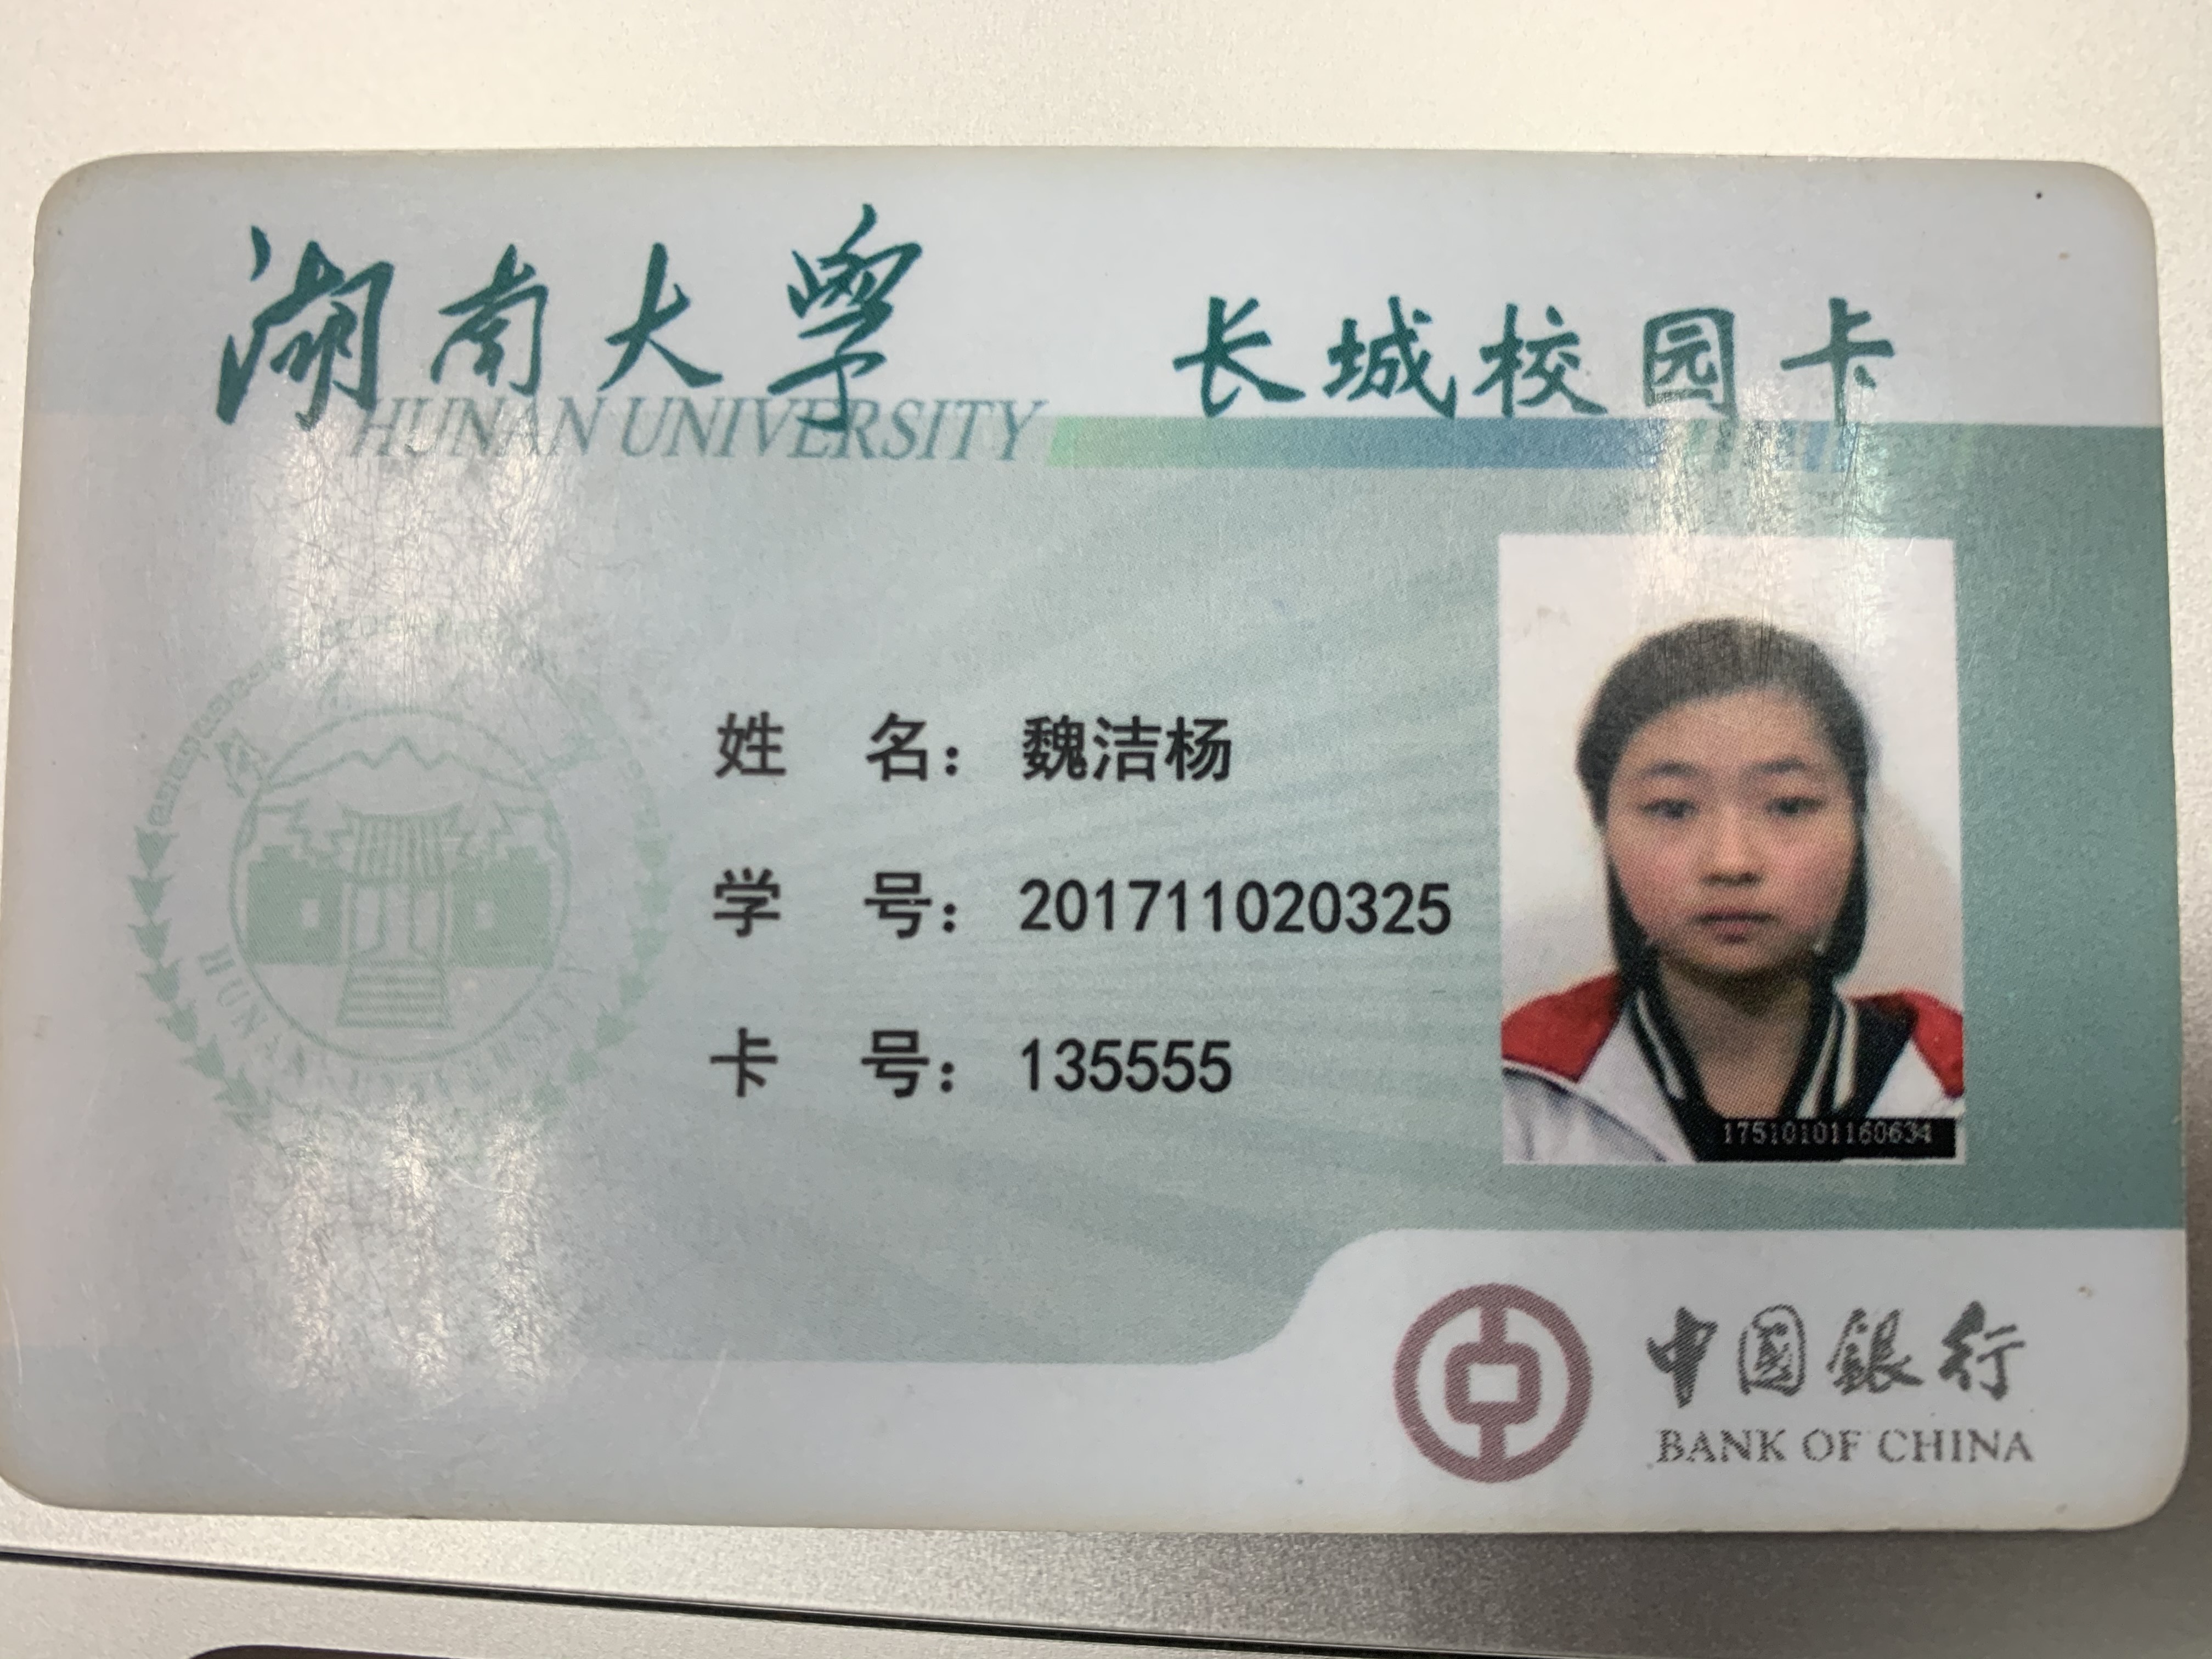 湖南大学 长城校园卡
HUNAN UNIVERSITY
姓 名：魏洁杨
学 号：201711020325
卡 号：135555
17510101160634
中国银行
BANK OF CHINA